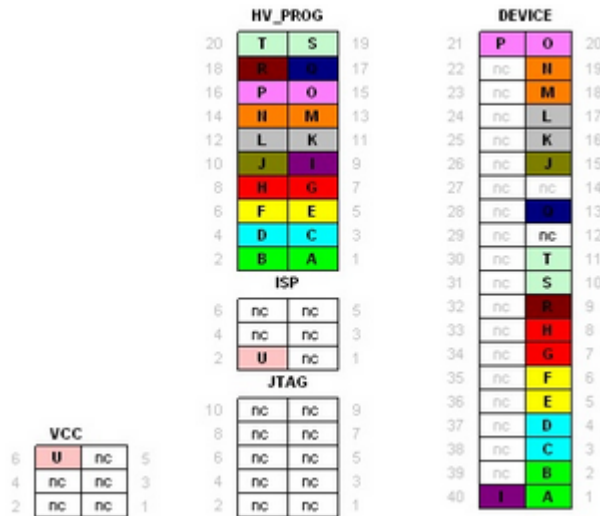 HV_PROG
20 T S 19
18 R Q 17
16 P O 15
14 N M 13
12 L K 11
10 J I 9
8 H G 7
6 F E 5
4 D C 3
2 B A 1
ISP
6 nc nc 5
4 nc nc 3
2 U nc 1
JTAG
10 nc nc 9
8 nc nc 7
6 nc nc 5
4 nc nc 3
2 nc nc 1
VCC
6 U nc 5
4 nc nc 3
2 nc nc 1
DEVICE
21 P O 20
22 nc N 19
23 nc M 18
24 nc L 17
25 nc K 16
26 nc J 15
27 nc nc 14
28 nc Q 13
29 nc nc 12
30 nc T 11
31 nc S 10
32 nc R 9
33 nc H 8
34 nc G 7
35 nc F 6
36 nc E 5
37 nc D 4
38 nc C 3
39 nc B 2
40 I A 1